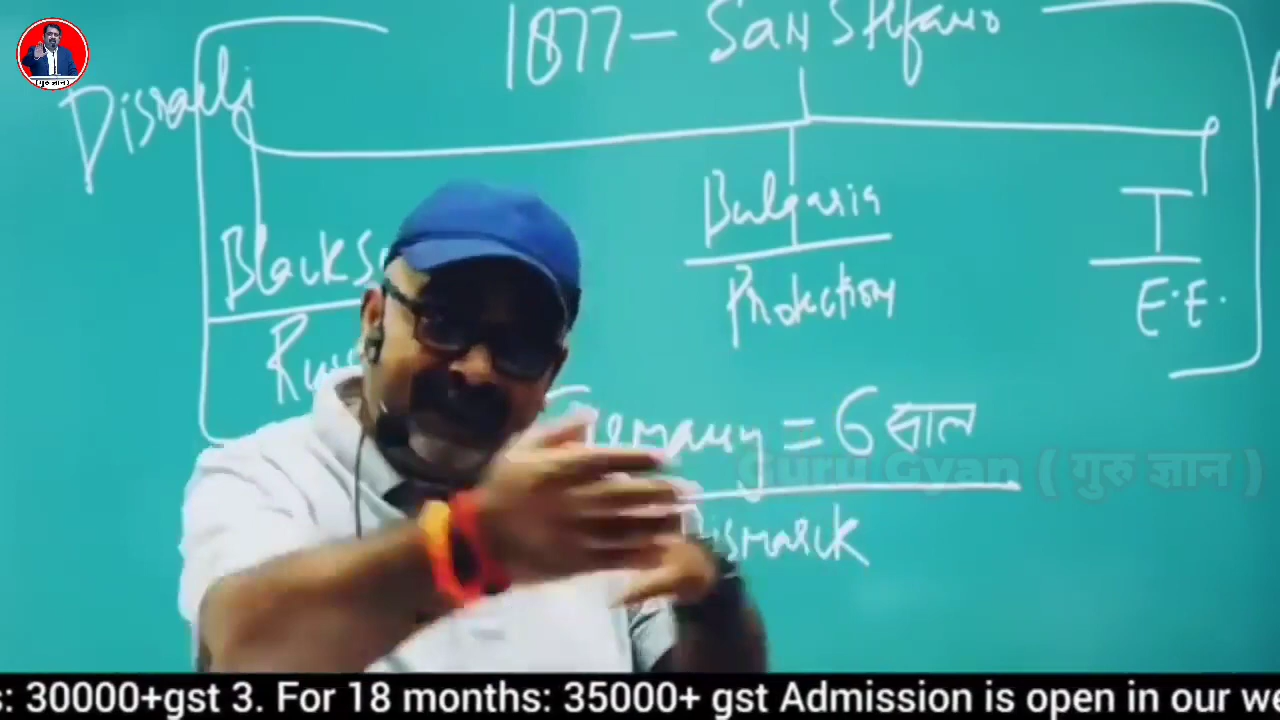 (गुरु ज्ञान)
1877 - San Stefano
Disraeli
Bulgaria
Protection
I
E.E.
Black
Germany = 6 साल
Guru Gyan ( गुरु ज्ञान )
Bismarck
s: 30000+gst 3. For 18 months: 35000+ gst Admission is open in our we